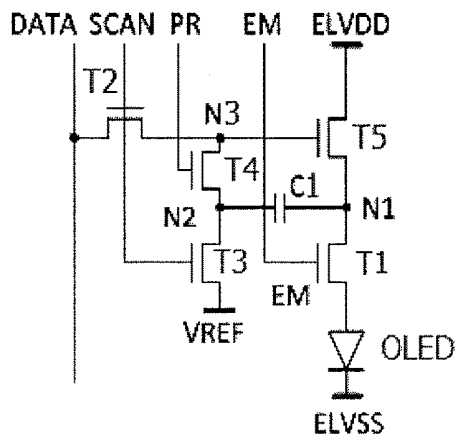 DATA SCAN PR EM ELVDD
T2
N3
T5
T4
C1
N2
N1
T3
T1
EM
VREF
OLED
ELVSS